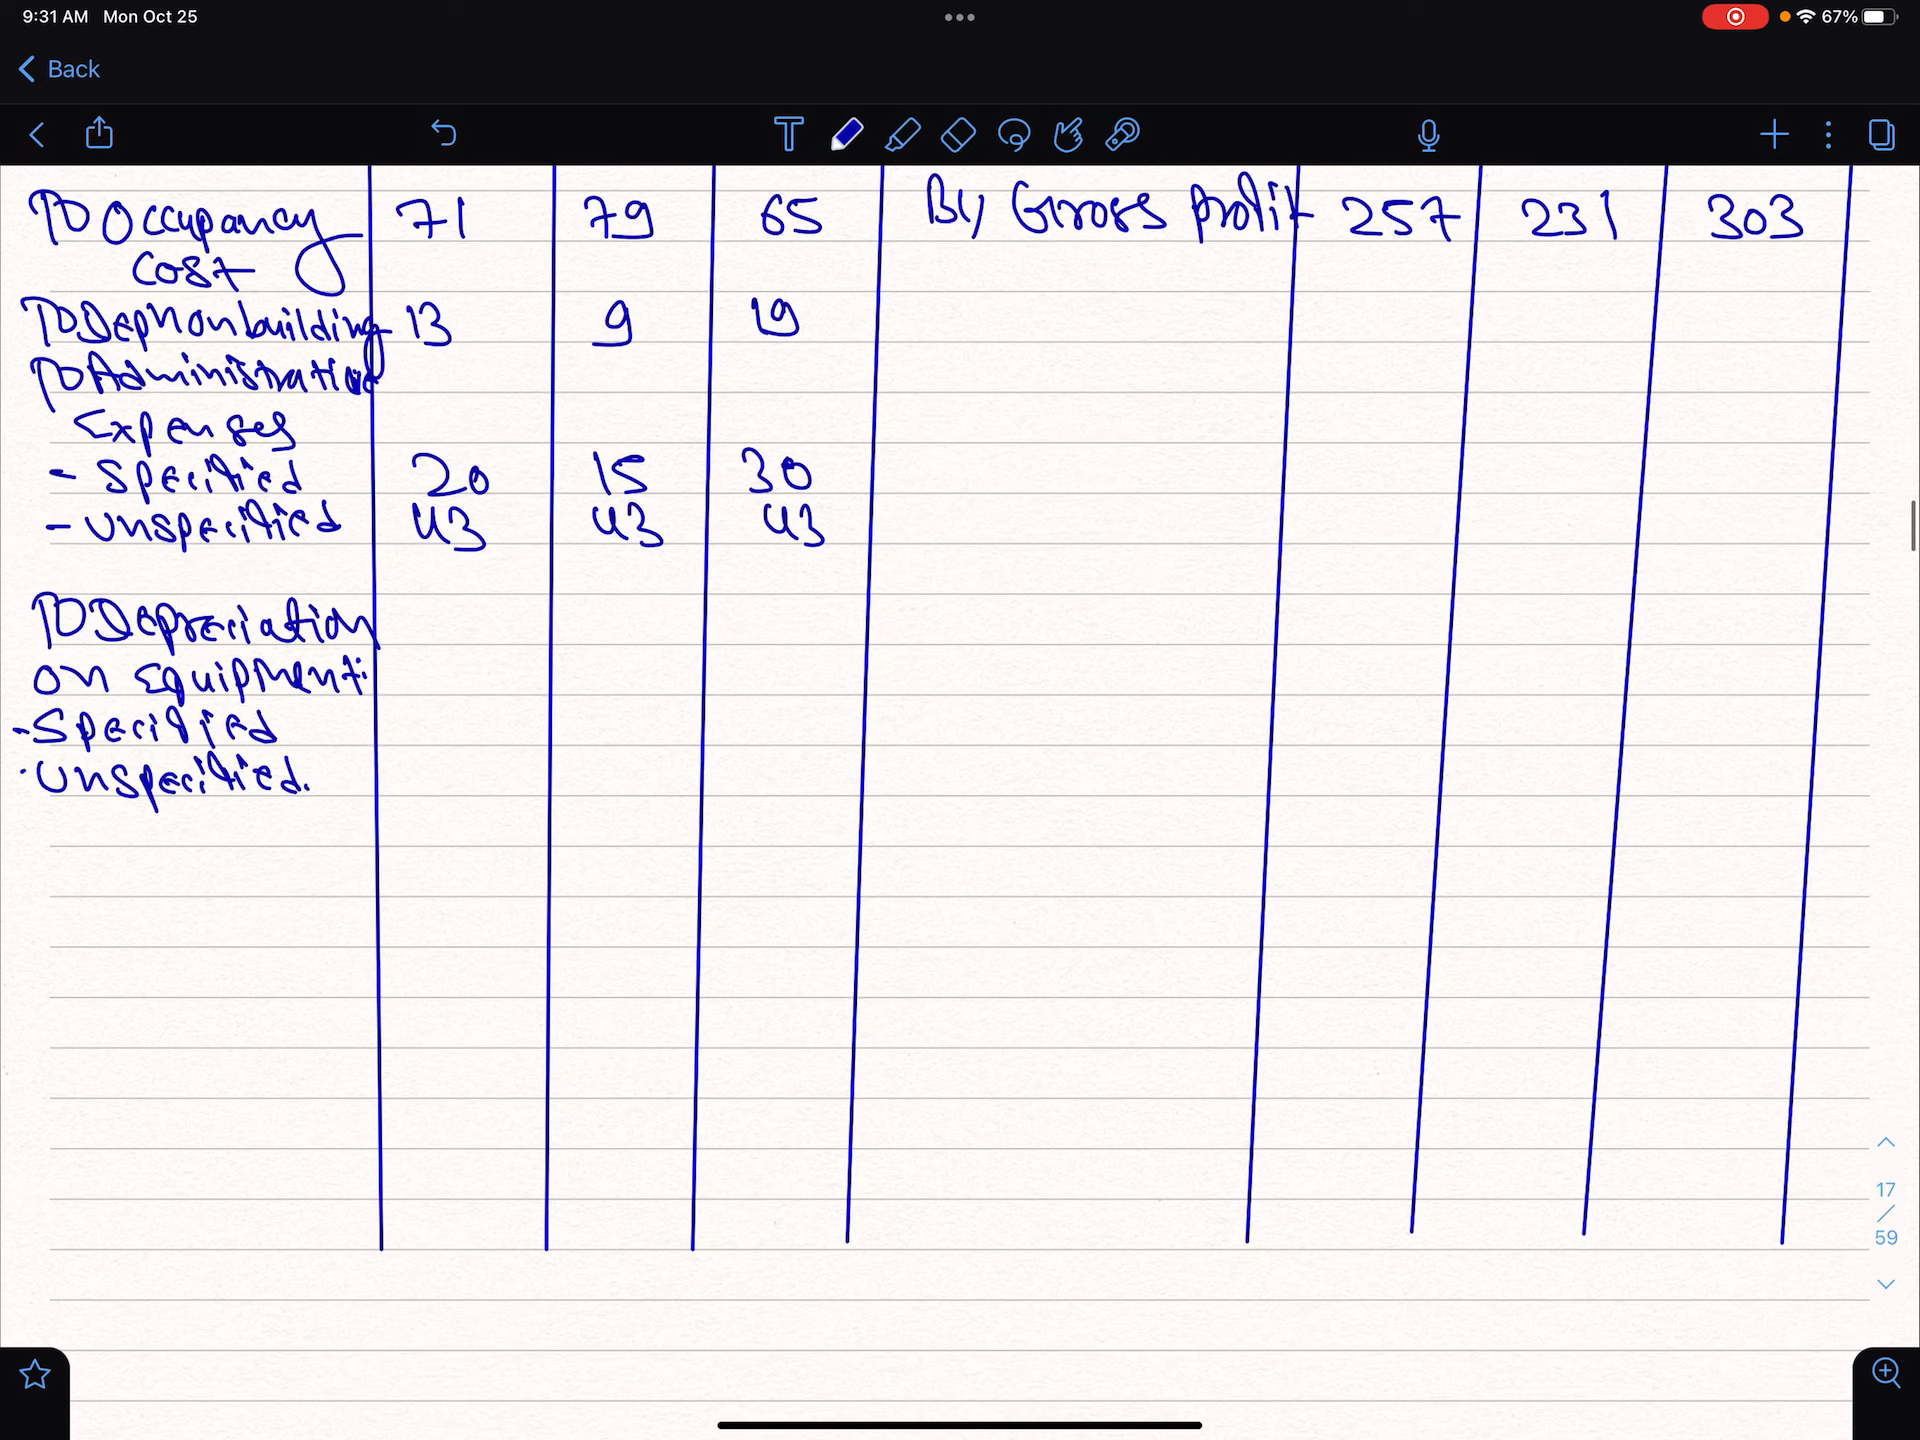 9:31 AM Mon Oct 25
67%
Back
TO Occupancy 71 79 65 By Gross profit 257 231 303
cost
TO Depn on building 13 9 19
TO Administration
Expenses
- Specified 20 15 30
- Unspecified 43 43 43
TO Depreciation
on Equipment:
- Specified
- Unspecified.
17
59